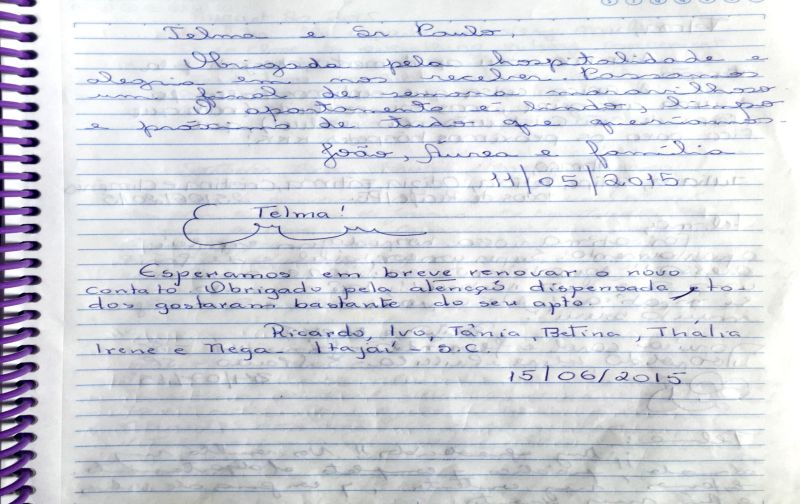 Telma e Sr Paulo,
Obrigada pela hospitalidade e
alegria em nos receber. Passamos
um final de semana maravilhoso.
O apartamento é lindo, limpo
e próximo de tudo que queríamos.
João, Áurea e família
11/05/2015
Telma!
Esperamos em breve renovar o novo
contato Obrigado pela atenção dispensada, to-
dos gostaram bastante do seu apto.
Ricardo, Ivo, Tânia, Betina, Thália
Irene e Nega - Itajaí - S.C.
15/06/2015